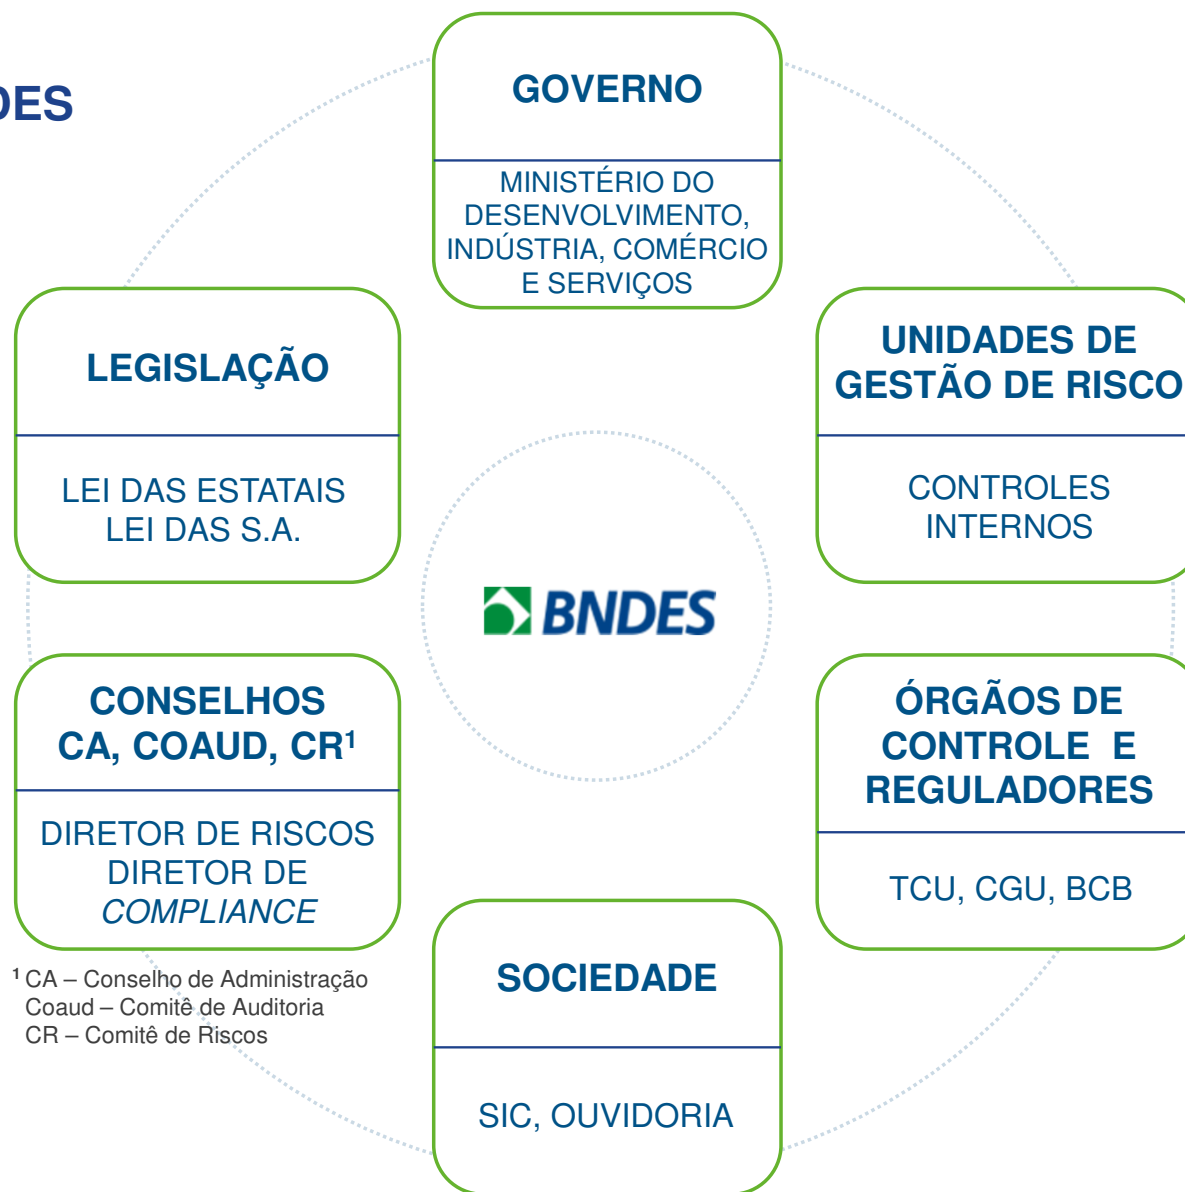 GOVERNO
MINISTÉRIO DO
DESENVOLVIMENTO,
INDÚSTRIA, COMÉRCIO
E SERVIÇOS
LEGISLAÇÃO
LEI DAS ESTATAIS
LEI DAS S.A.
UNIDADES DE
GESTÃO DE RISCO
CONTROLES
INTERNOS
BNDES
CONSELHOS
CA, COAUD, CR¹
DIRETOR DE RISCOS
DIRETOR DE
COMPLIANCE
¹ CA – Conselho de Administração
Coaud – Comitê de Auditoria
CR – Comitê de Riscos
ÓRGÃOS DE
CONTROLE E
REGULADORES
TCU, CGU, BCB
SOCIEDADE
SIC, OUVIDORIA